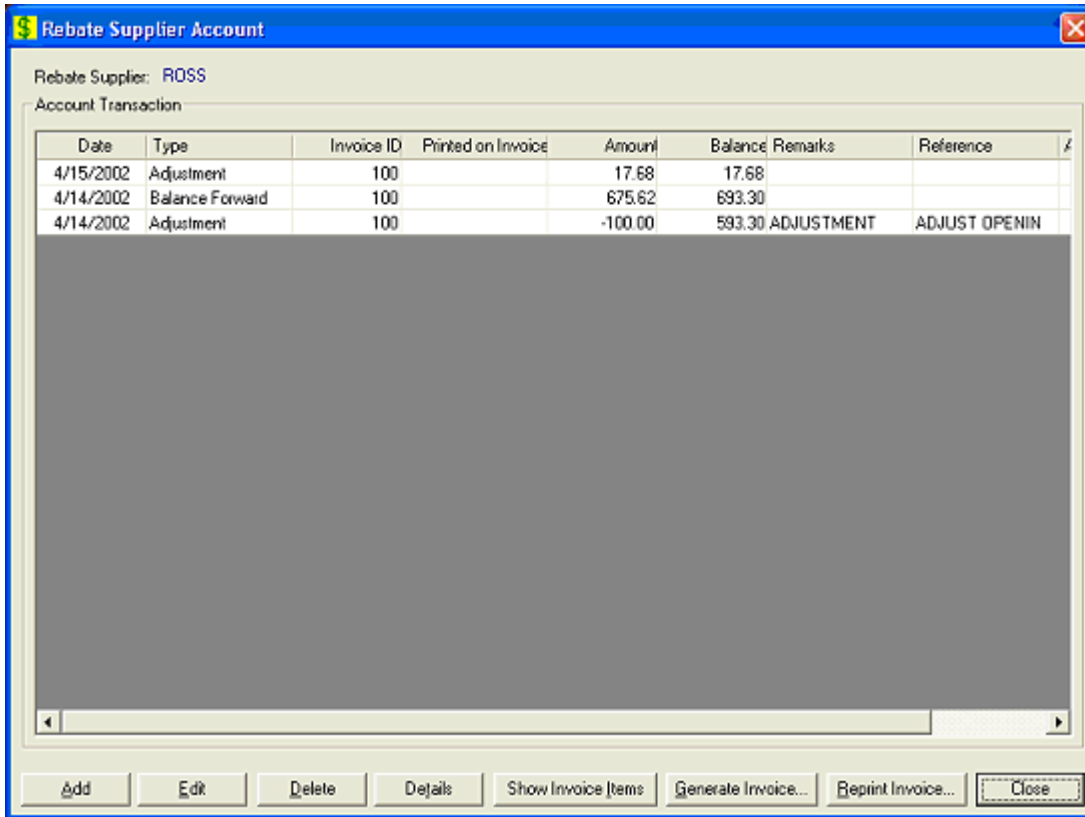 $ Rebate Supplier Account
Rebate Supplier: ROSS
Account Transaction
Date Type Invoice ID Printed on Invoice Amount Balance Remarks Reference
4/15/2002 Adjustment 100 17.68 17.68
4/14/2002 Balance Forward 100 675.62 693.30
4/14/2002 Adjustment 100 -100.00 593.30 ADJUSTMENT ADJUST OPENIN
Add Edit Delete Details Show Invoice Items Generate Invoice... Reprint Invoice... Close